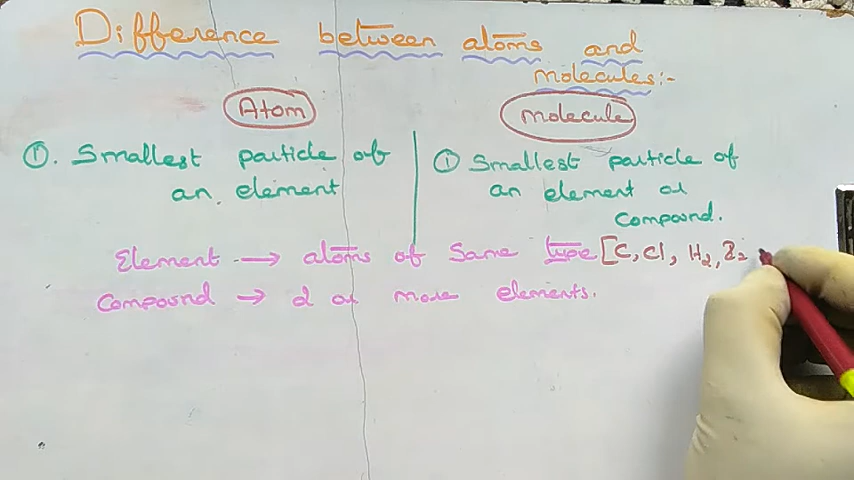 Difference between atoms and
molecules:-
Atom
Molecule
①. Smallest particle of
an element
① Smallest particle of
an element or
compound.
Element → atoms of same type [C, Cl, H2,
Compound → 2 or more elements.